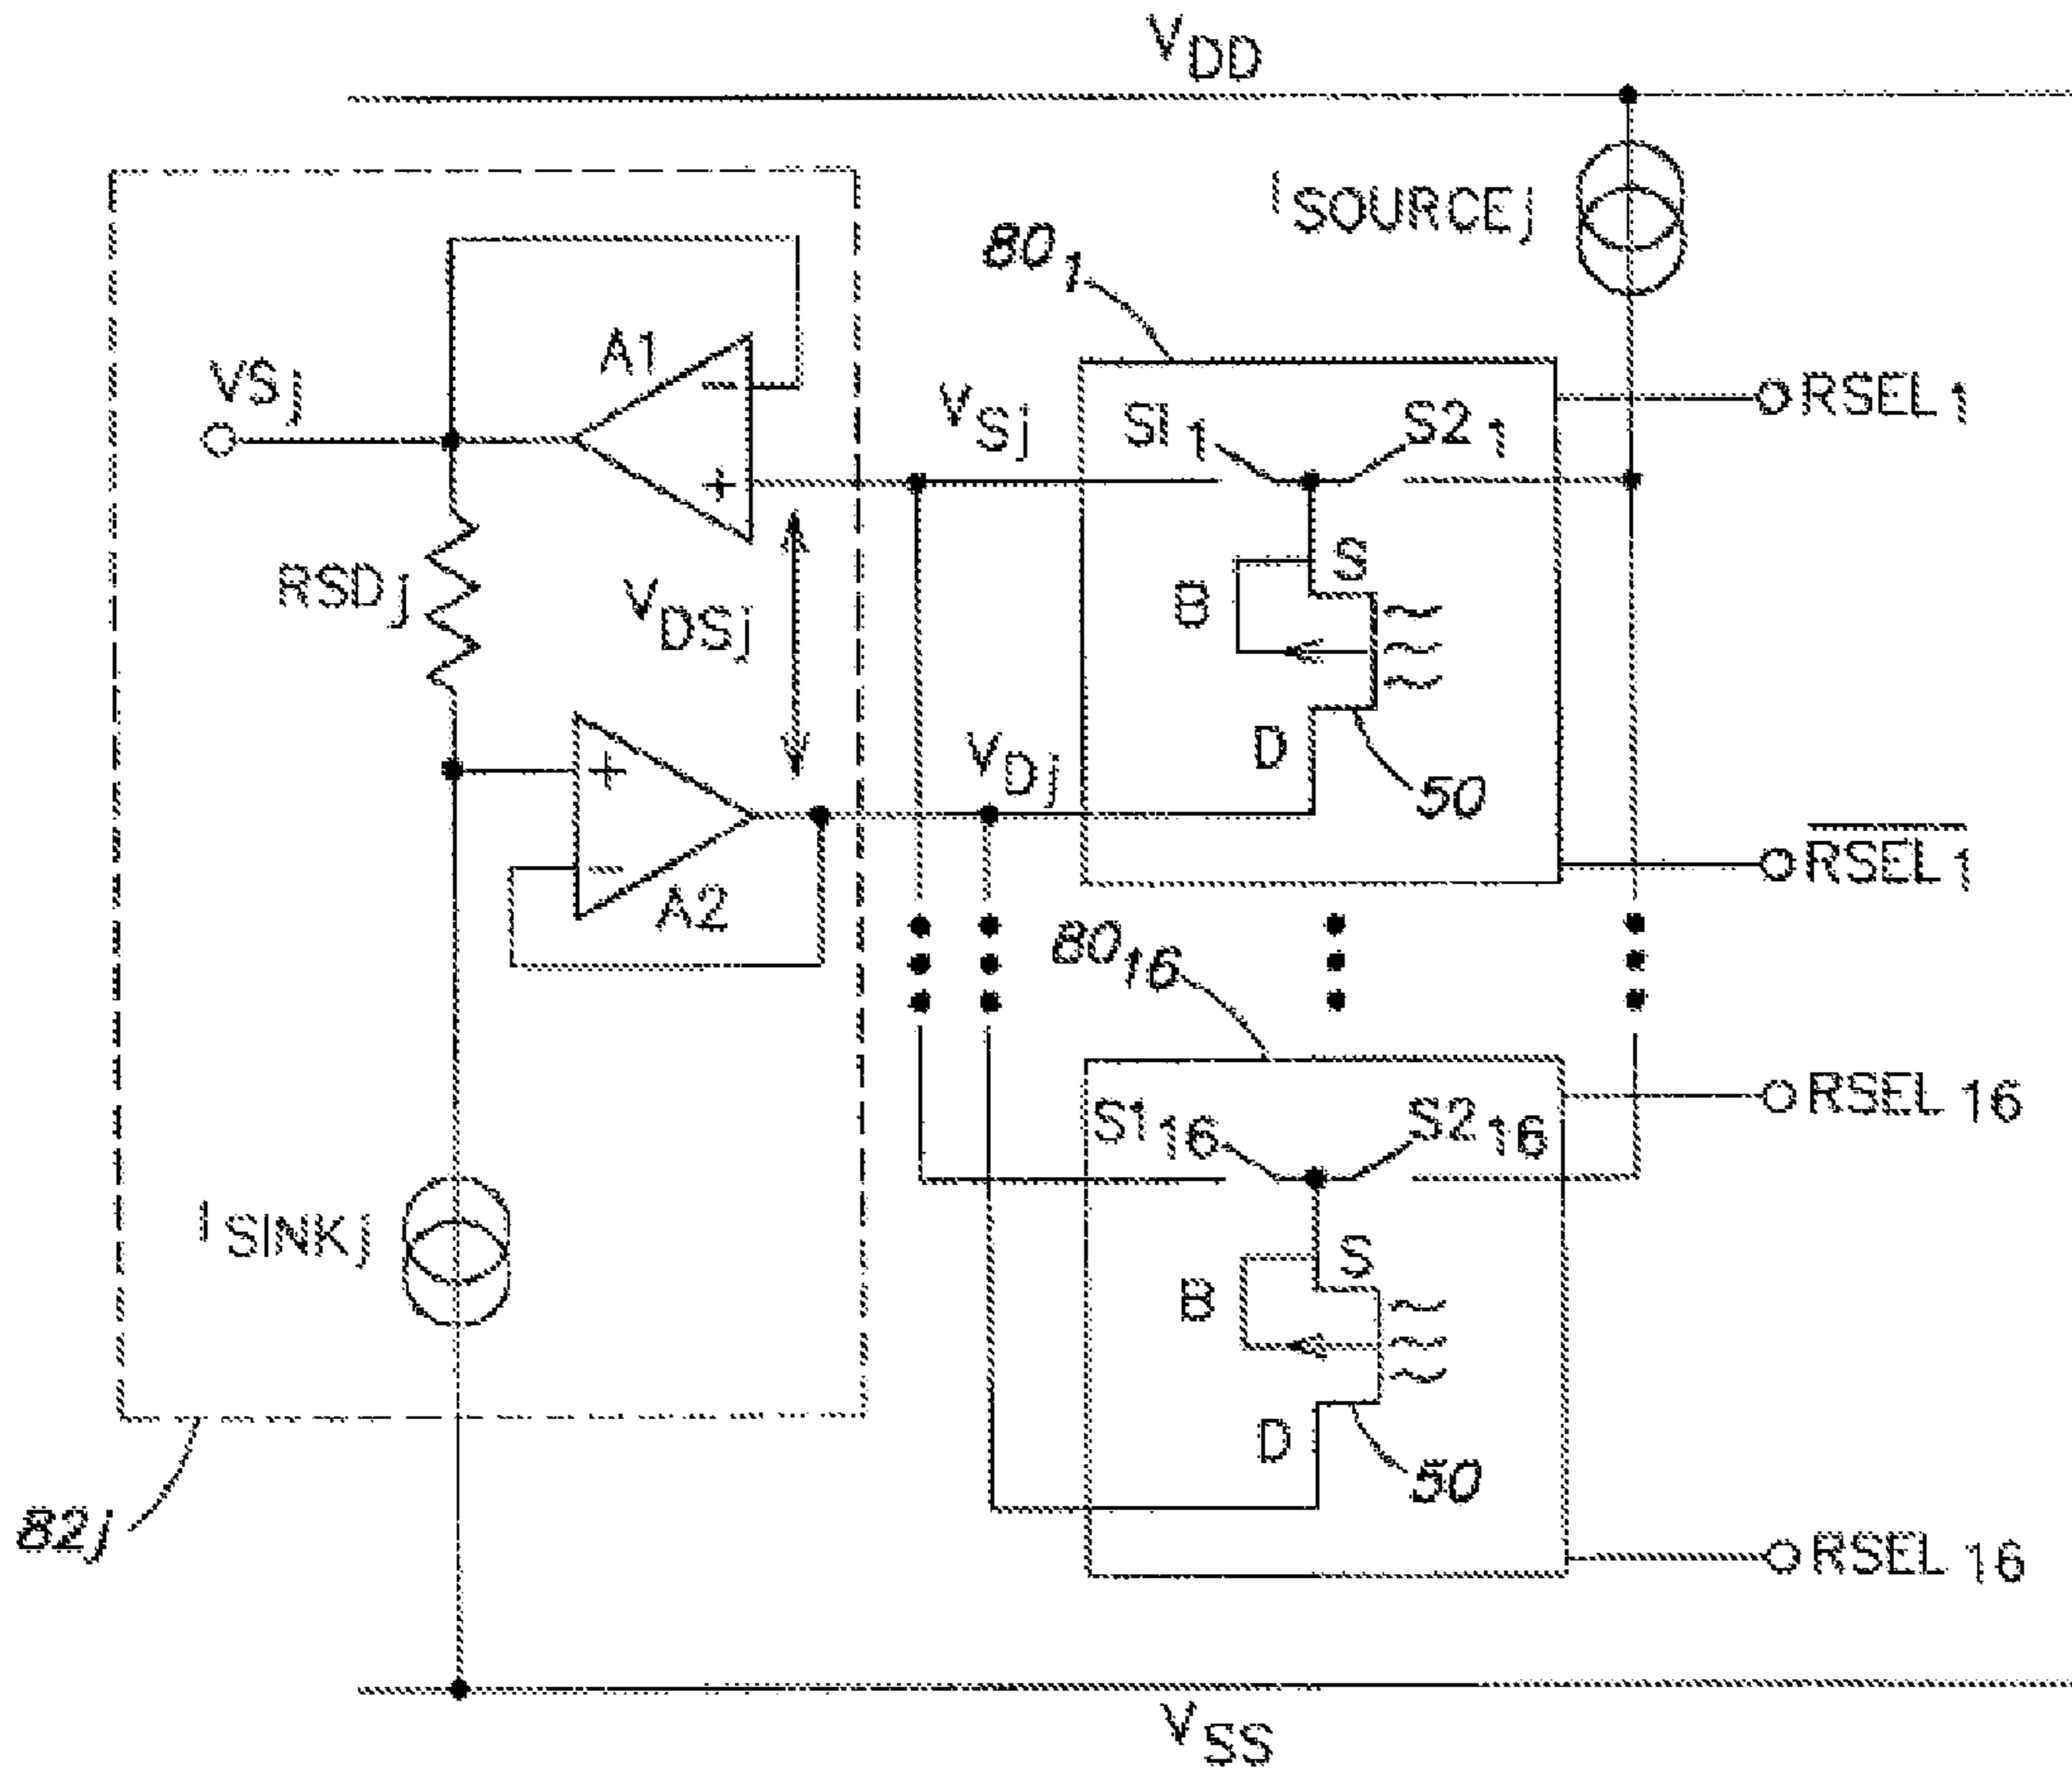 VDD
ISOURCEj
801
A1
VSj
VSj
S11
S21
RSEL1
−
+
RSDj
VDSj
B
S
VDj
D
50
+
−
A2
RSEL1
8016
RSEL16
S116
S216
ISINKj
B
S
D
50
82j
RSEL16
VSS